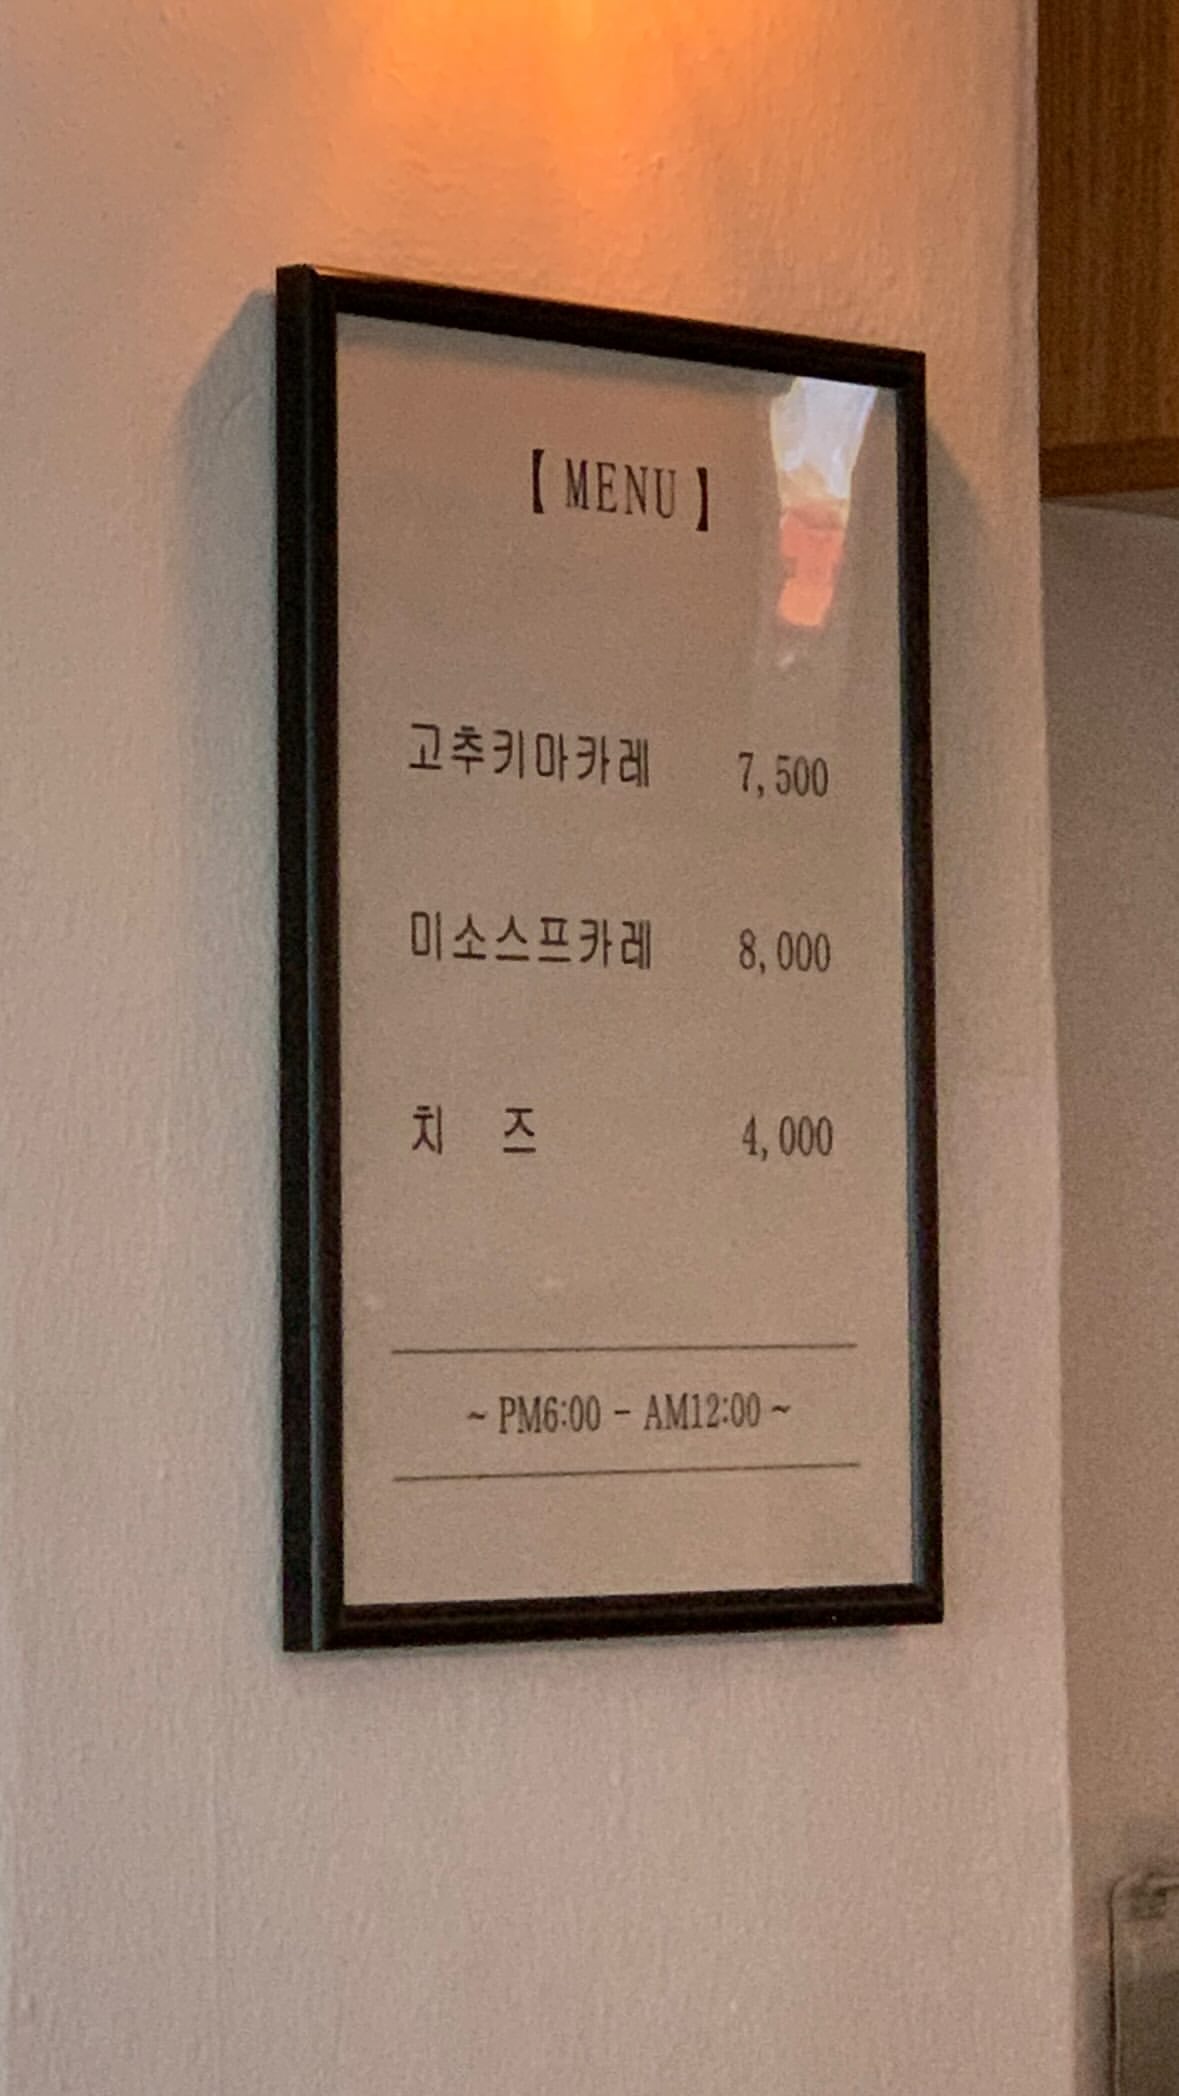 【 MENU 】
고추키마카레 7,500
미소스프카레 8,000
치 즈 4,000
~ PM6:00 - AM12:00 ~